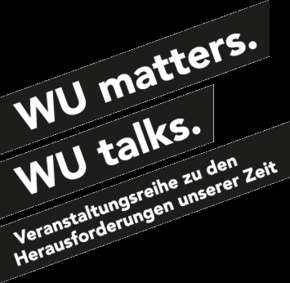 WU matters.
WU talks.
Veranstaltungsreihe zu den
Herausforderungen unserer Zeit